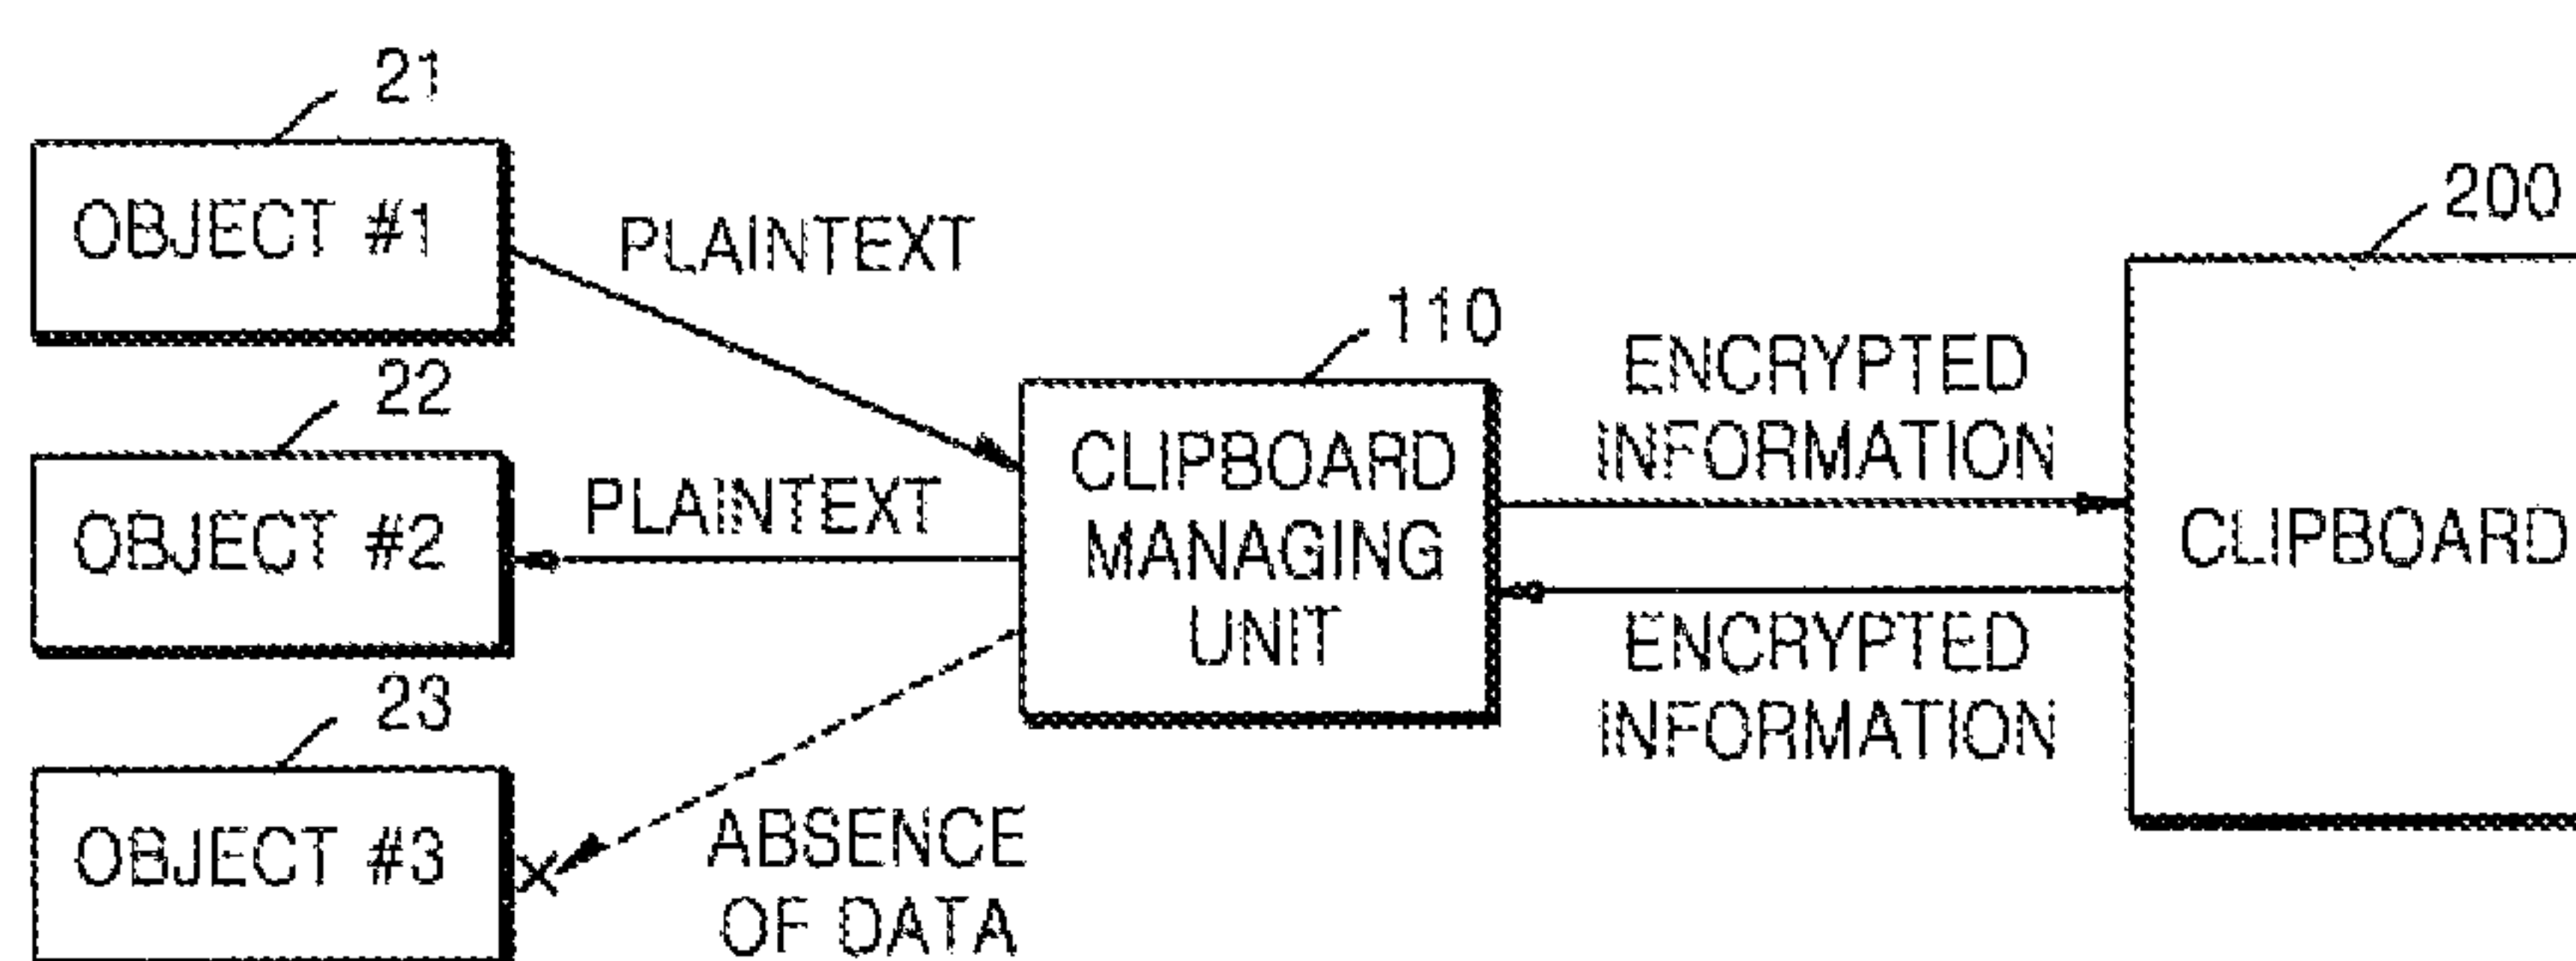 21
OBJECT #1
PLAINTEXT
200
110
22
OBJECT #2
PLAINTEXT
CLIPBOARD
MANAGING
UNIT
ENCRYPTED
INFORMATION
ENCRYPTED
INFORMATION
CLIPBOARD
23
OBJECT #3
ABSENCE
OF DATA